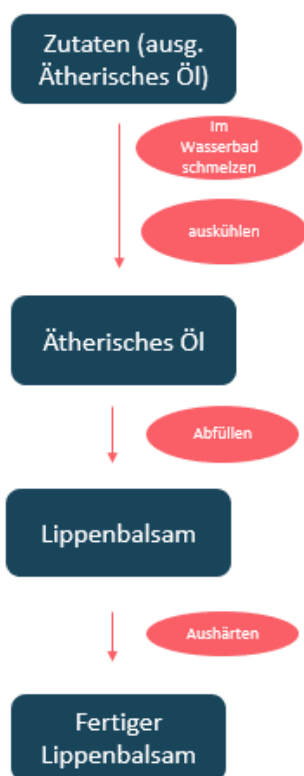 Zutaten (ausg.
Ätherisches Öl)
Im
Wasserbad
schmelzen
auskühlen
Ätherisches Öl
Abfüllen
Lippenbalsam
Aushärten
Fertiger
Lippenbalsam